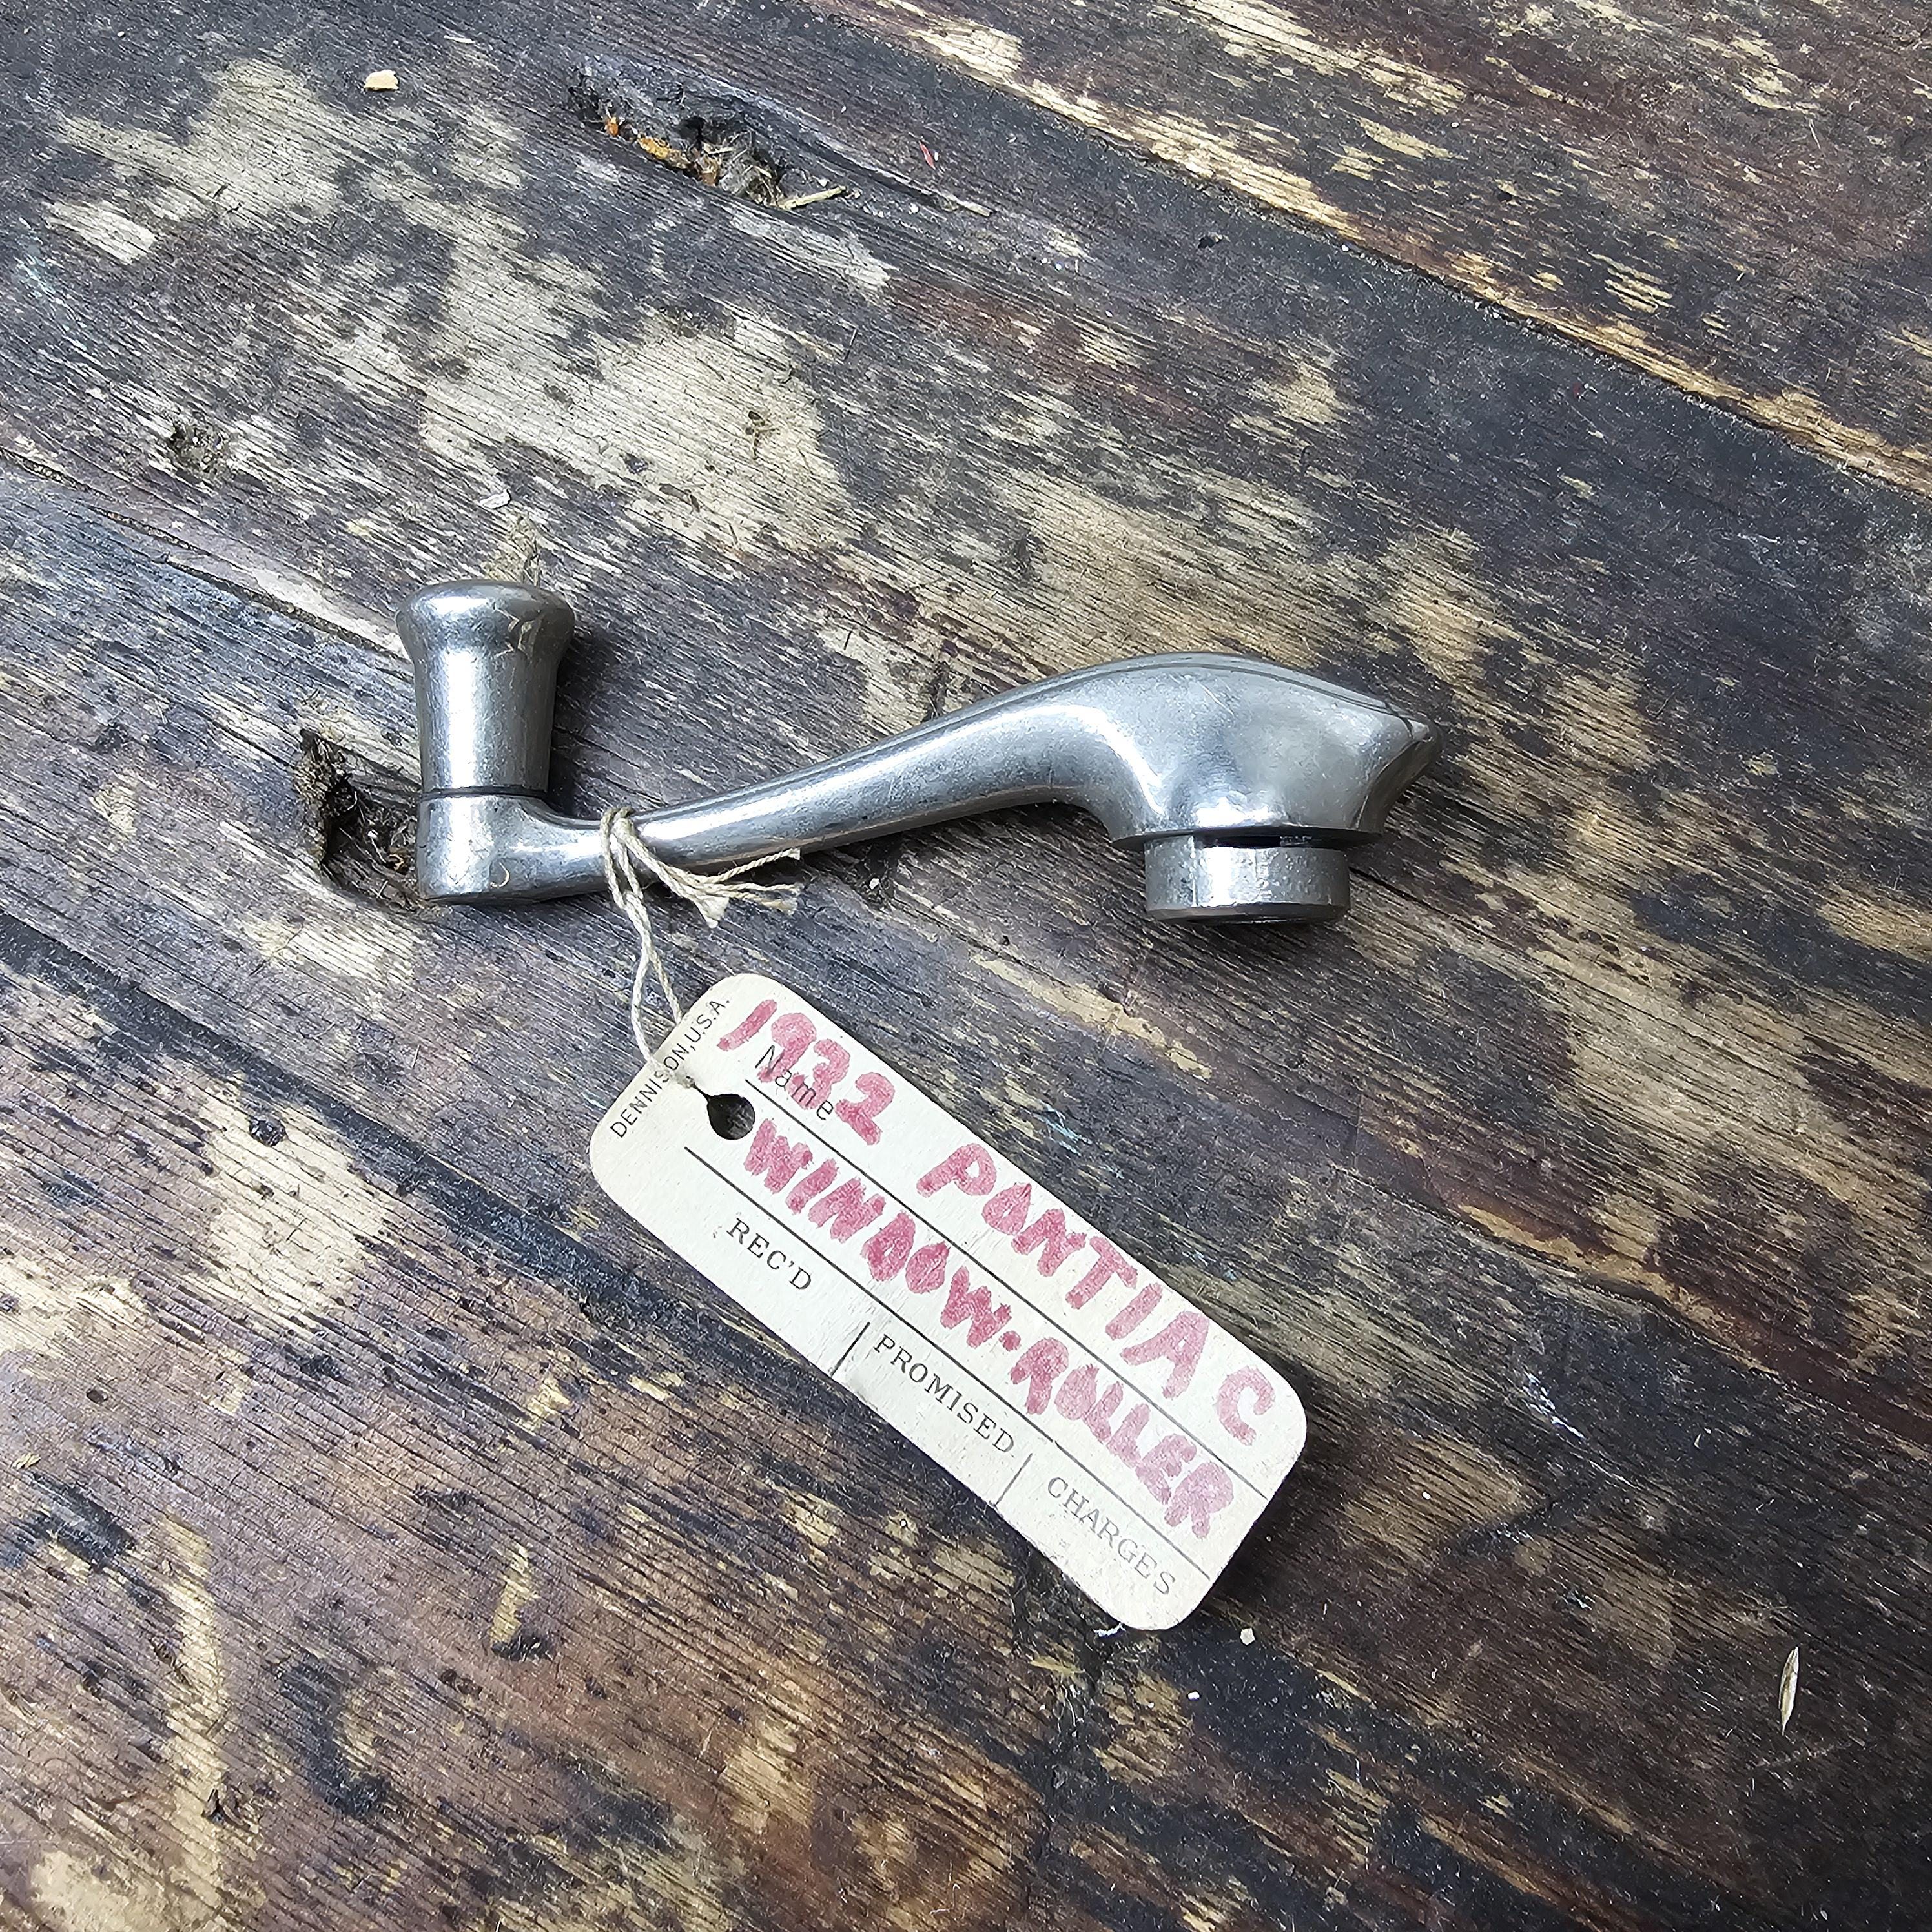 DENNISON, U.S.A.
1932 PONTIAC
Name
WINDOW-ROLLER
REC'D PROMISED CHARGES